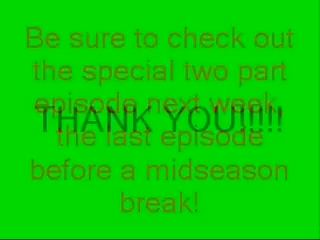 Be sure to check out
the special two part
episode next week,
THANK YOU!!!!!
the last episode
before a midseason
break!